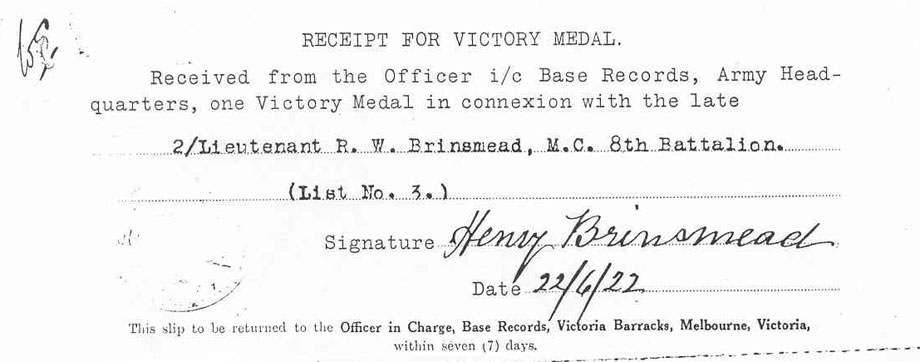 RECEIPT FOR VICTORY MEDAL.
Received from the Officer i/c Base Records, Army Head-
quarters, one Victory Medal in connexion with the late
2/Lieutenant R. W. Brinsmead, M.C. 8th Battalion.
(List No. 3.)
Signature Henry Brinsmead
Date 22/6/22
This slip to be returned to the Officer in Charge, Base Records, Victoria Barracks, Melbourne, Victoria,
within seven (7) days.